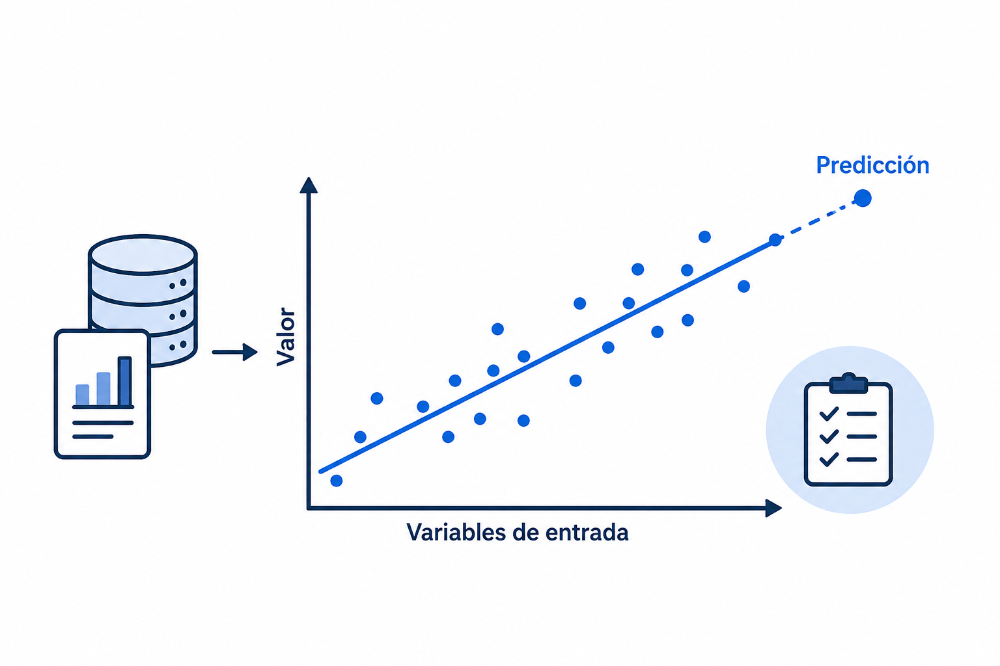 Predicción
Valor
Variables de entrada